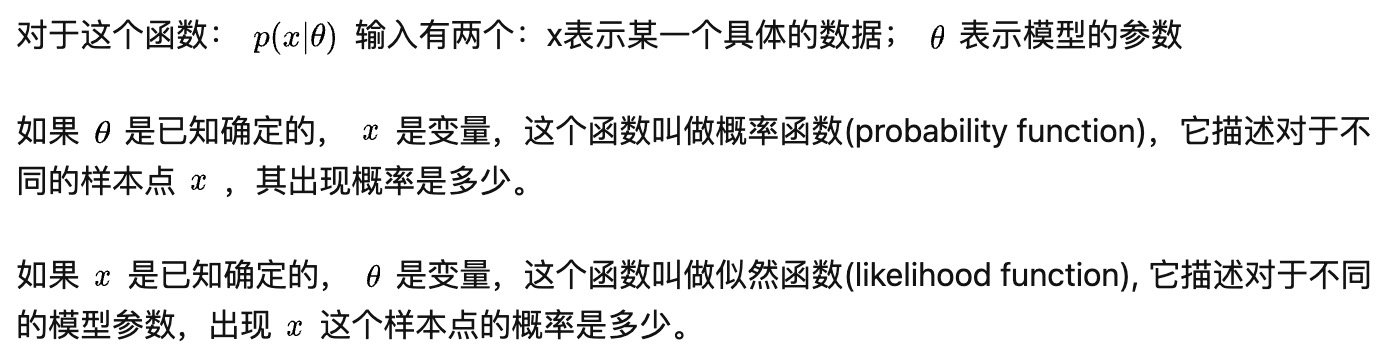 对于这个函数： p(x|θ) 输入有两个：x表示某一个具体的数据； θ 表示模型的参数
如果 θ 是已知确定的， x 是变量，这个函数叫做概率函数(probability function)，它描述对于不
同的样本点 x ，其出现概率是多少。
如果 x 是已知确定的， θ 是变量，这个函数叫做似然函数(likelihood function), 它描述对于不同
的模型参数，出现 x 这个样本点的概率是多少。